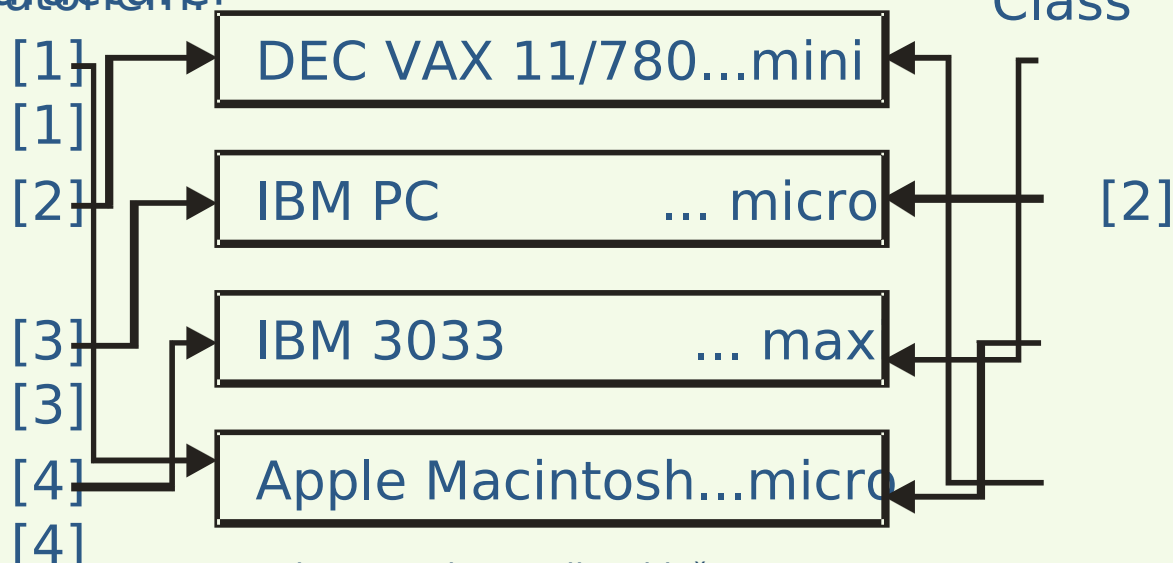 Class
[1] DEC VAX 11/780...mini
[1]
[2] IBM PC ... micro [2]
[3] IBM 3033 ... max
[3]
[4] Apple Macintosh...micro
[4]